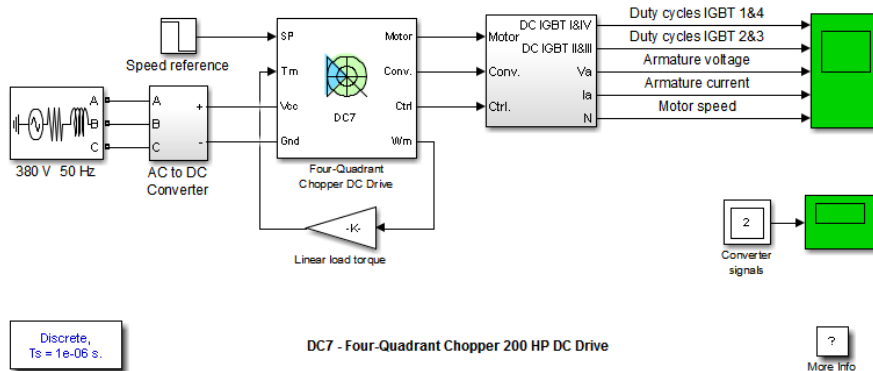 DC IGBT I&IV
Duty cycles IGBT 1&4
SP
Motor
Motor
DC IGBT II&III
Duty cycles IGBT 2&3
Speed reference
Armature voltage
Tm
Conv.
Conv.
Va
Armature current
A
A
+
Vcc
DC7
Ctrl
Ctrl.
Ia
Motor speed
B
B
N
C
C
-
Gnd
Wm
380 V 50 Hz
AC to DC
Converter
Four-Quadrant
Chopper DC Drive
-K-
Linear load torque
2
Converter
signals
Discrete,
Ts = 1e-06 s.
DC7 - Four-Quadrant Chopper 200 HP DC Drive
?
More Info